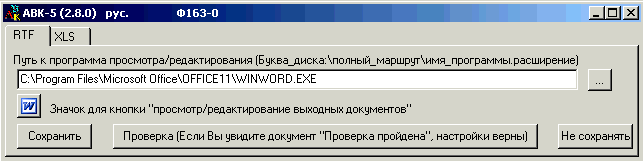 АВК-5 (2.8.0) рус. Ф163-0
RTF XLS
Путь к программа просмотра/редактирования (Буква_диска:\полный_маршрут\имя_программы.расширение)
C:\Program Files\Microsoft Office\OFFICE11\WINWORD.EXE ...
Значок для кнопки "просмотр/редактирование выходных документов"
Сохранить Проверка (Если Вы увидите документ "Проверка пройдена", настройки верны) Не сохранять